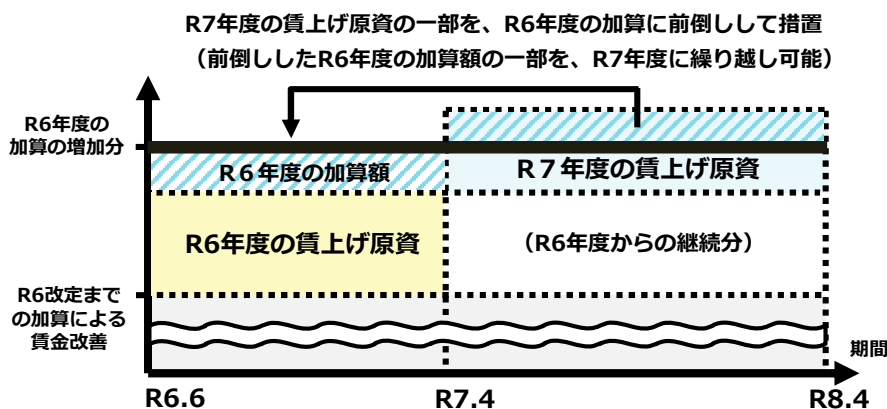 R7年度の賃上げ原資の一部を、R6年度の加算に前倒しして措置
（前倒ししたR6年度の加算額の一部を、R7年度に繰り越し可能）
R6年度の
加算の増加分
R６年度の加算額
R７年度の賃上げ原資
R6年度の賃上げ原資
（R6年度からの継続分）
R6改定まで
の加算による
賃金改善
期間
R6.6
R7.4
R8.4